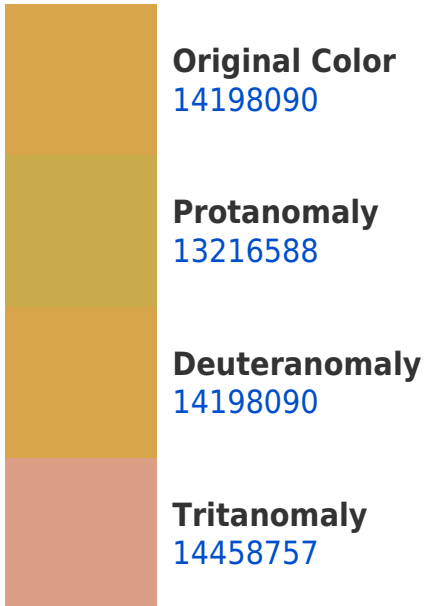 Original Color
14198090
Protanomaly
13216588
Deuteranomaly
14198090
Tritanomaly
14458757